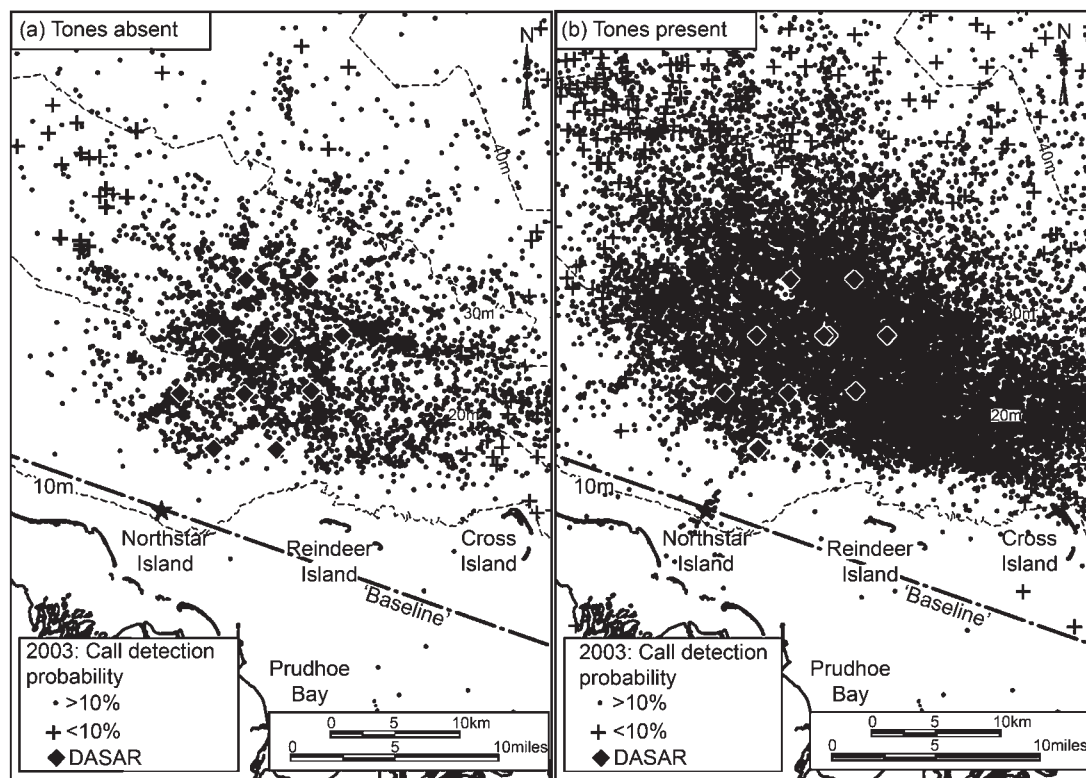 (a) Tones absent
N
40m
30m
20m
10m
Northstar
Island
Reindeer
Island
Cross
Island
'Baseline'
Prudhoe
Bay
2003: Call detection
probability
>10%
<10%
DASAR
0 5 10km
0 5 10miles
(b) Tones present
N
40m
30m
20m
10m
Northstar
Island
Reindeer
Island
Cross
Island
'Baseline'
Prudhoe
Bay
2003: Call detection
probability
>10%
<10%
DASAR
0 5 10km
0 5 10miles